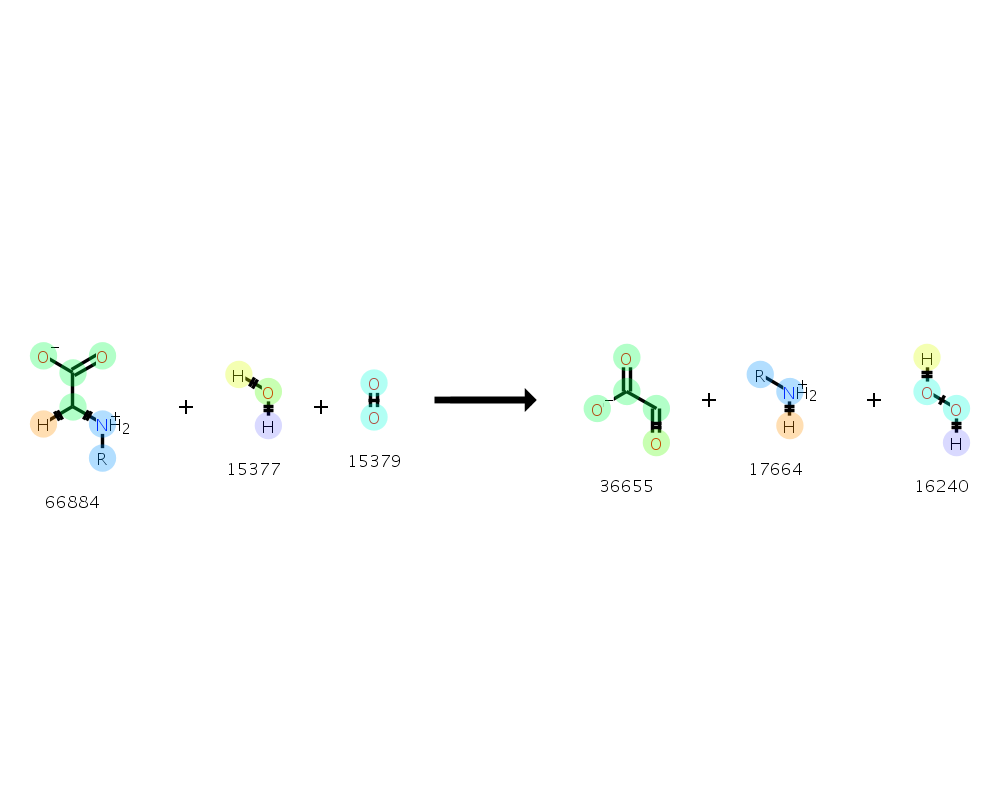 O− O
H NH2+
R
66884
+
H
O
H
15377
+
O
O
15379
O
O−
O
36655
+
R
NH2+
H
17664
+
H
O
O
H
16240